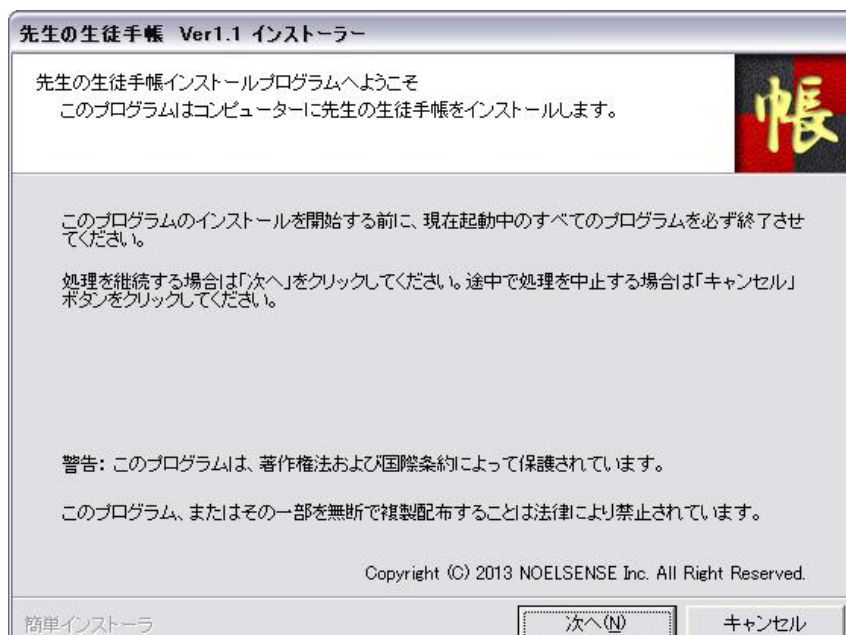 先生の生徒手帳 Ver1.1 インストーラー
先生の生徒手帳インストールプログラムへようこそ
このプログラムはコンピューターに先生の生徒手帳をインストールします。
帳
このプログラムのインストールを開始する前に、現在起動中のすべてのプログラムを必ず終了させ
てください。
処理を継続する場合は「次へ」をクリックしてください。途中で処理を中止する場合は「キャンセル」
ボタンをクリックしてください。
警告: このプログラムは、著作権法および国際条約によって保護されています。
このプログラム、またはその一部を無断で複製配布することは法律により禁止されています。
Copyright (C) 2013 NOELSENSE Inc. All Right Reserved.
簡単インストーラ
次へ(N)
キャンセル